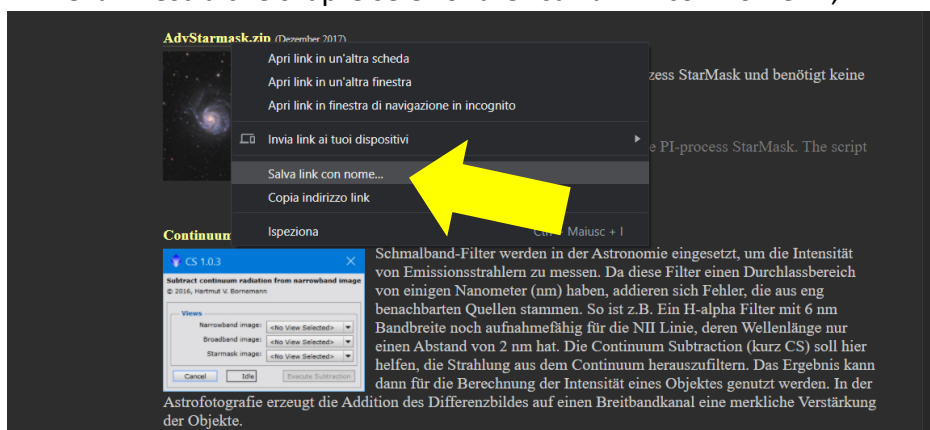 AdvStarmask.zip (Dezember 2017)
Apri link in un'altra scheda
Apri link in un'altra finestra
zess StarMask und benötigt keine
Apri link in finestra di navigazione in incognito
Invia link ai tuoi dispositivi
e PI-process StarMask. The script
Salva link con nome...
Copia indirizzo link
Continuum
Ispeziona
Maiusc + I
CS 1.0.3
Subtract continuum radiation from narrowband image
© 2016, Hartmut V. Bornemann
Views
Narrowband image: <No View Selected>
Broadband image: <No View Selected>
Starmask image: <No View Selected>
Cancel Idle Execute Subtraction
Schmalband-Filter werden in der Astronomie eingesetzt, um die Intensität
von Emissionsstrahlern zu messen. Da diese Filter einen Durchlassbereich
von einigen Nanometer (nm) haben, addieren sich Fehler, die aus eng
benachbarten Quellen stammen. So ist z.B. Ein H-alpha Filter mit 6 nm
Bandbreite noch aufnahmefähig für die NII Linie, deren Wellenlänge nur
einen Abstand von 2 nm hat. Die Continuum Subtraction (kurz CS) soll hier
helfen, die Strahlung aus dem Continuum herauszufiltern. Das Ergebnis kann
dann für die Berechnung der Intensität eines Objektes genutzt werden. In der
Astrofotografie erzeugt die Addition des Differenzbildes auf einen Breitbandkanal eine merkliche Verstärkung
der Objekte.